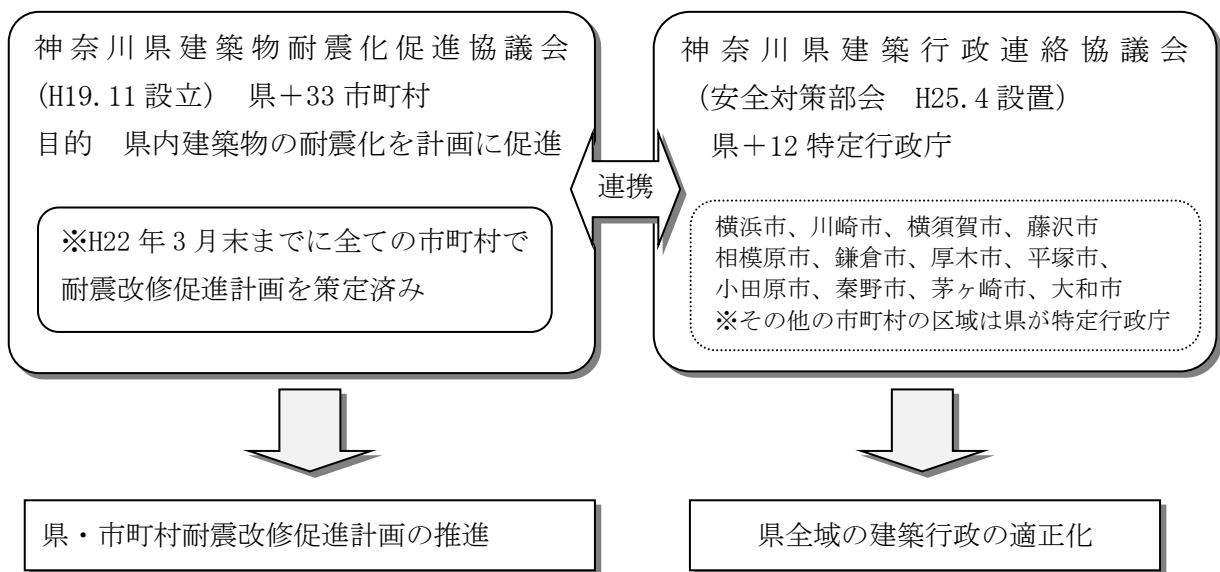 神奈川県建築物耐震化促進協議会
(H19.11設立) 県+33市町村
目的 県内建築物の耐震化を計画に促進
※H22年3月末までに全ての市町村で
耐震改修促進計画を策定済み
連携
神奈川県建築行政連絡協議会
(安全対策部会 H25.4設置)
県+12特定行政庁
横浜市、川崎市、横須賀市、藤沢市
相模原市、鎌倉市、厚木市、平塚市、
小田原市、秦野市、茅ヶ崎市、大和市
※その他の市町村の区域は県が特定行政庁
県・市町村耐震改修促進計画の推進
県全域の建築行政の適正化